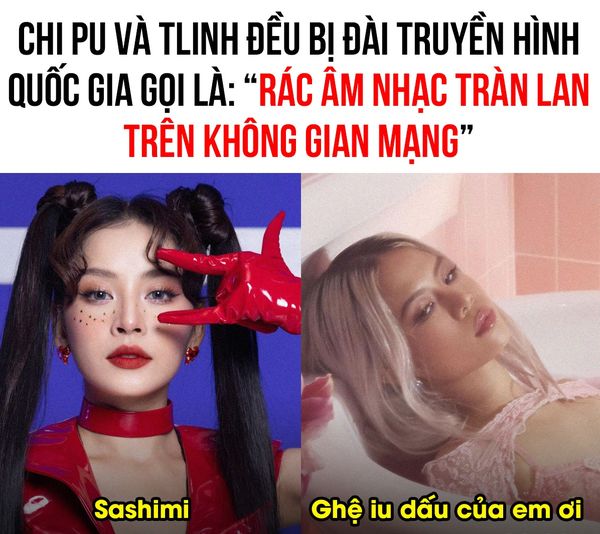 CHI PU VÀ TLINH ĐỀU BỊ ĐÀI TRUYỀN HÌNH
QUỐC GIA GỌI LÀ: “RÁC ÂM NHẠC TRÀN LAN
TRÊN KHÔNG GIAN MẠNG”
Sashimi
Ghệ iu dấu của em ơi